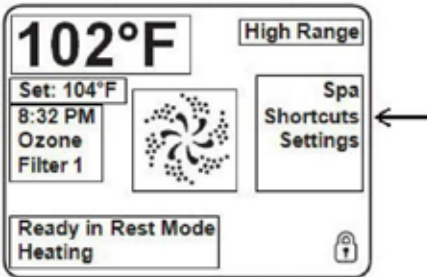 102°F
High Range
Set: 104°F
8:32 PM
Ozone
Filter 1
Spa
Shortcuts
Settings
Ready in Rest Mode
Heating